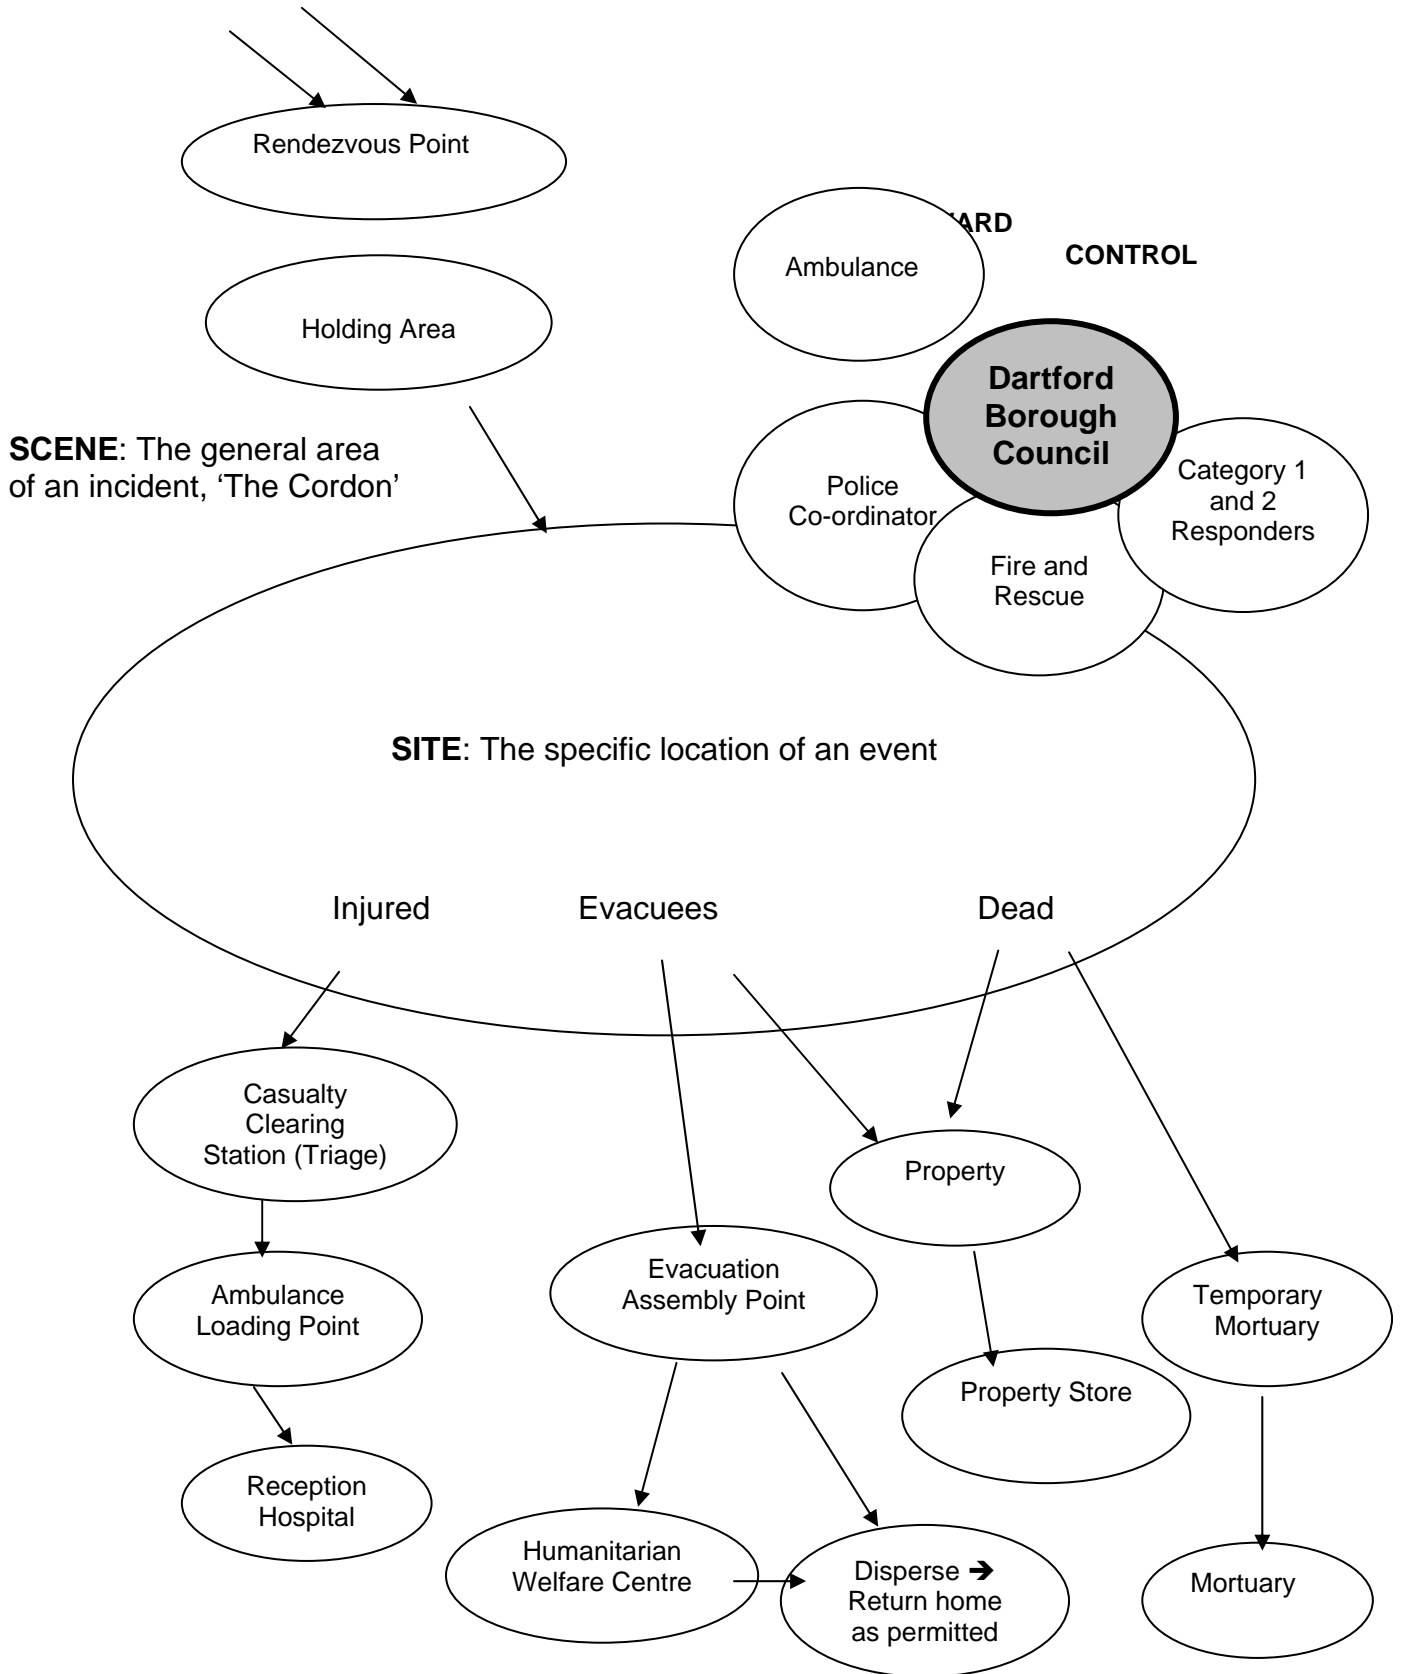 Rendezvous Point
Ambulance
CONTROL
Holding Area
Dartford
Borough
Council
SCENE: The general area
of an incident, ‘The Cordon’
Police
Co-ordinator
Category 1
and 2
Responders
Fire and
Rescue
SITE: The specific location of an event
Injured
Evacuees
Dead
Casualty
Clearing
Station (Triage)
Property
Evacuation
Assembly Point
Ambulance
Loading Point
Temporary
Mortuary
Property Store
Reception
Hospital
Humanitarian
Welfare Centre
Disperse ➔
Return home
as permitted
Mortuary